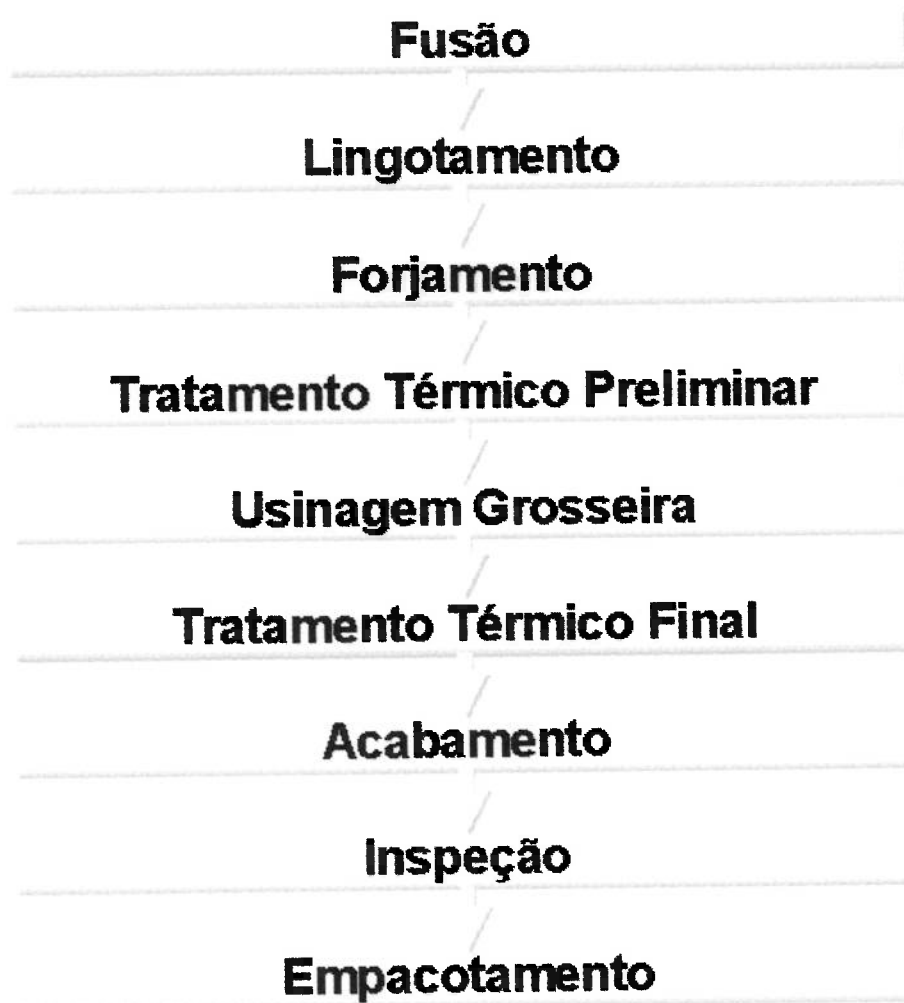 Fusão
Lingotamento
Forjamento
Tratamento Térmico Preliminar
Usinagem Grosseira
Tratamento Térmico Final
Acabamento
Inspeção
Empacotamento